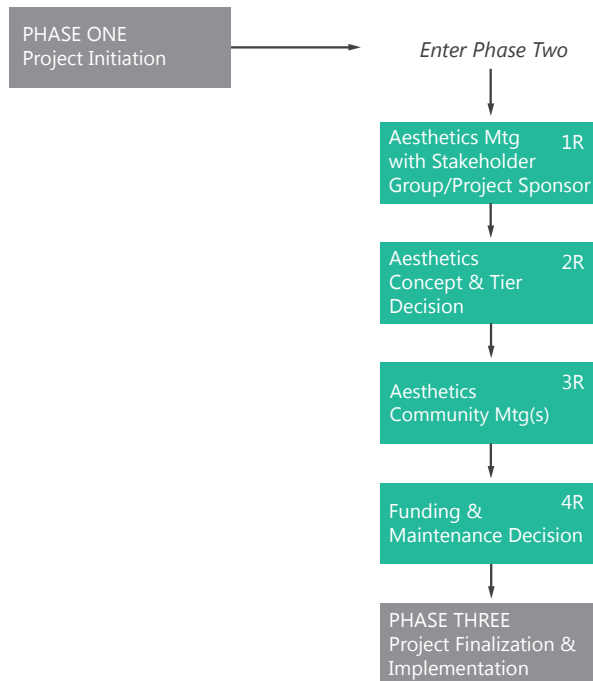 PHASE ONE
Project Initiation
Enter Phase Two
Aesthetics Mtg 1R
with Stakeholder
Group/Project Sponsor
Aesthetics 2R
Concept & Tier
Decision
3R
Aesthetics
Community Mtg(s)
4R
Funding &
Maintenance Decision
PHASE THREE
Project Finalization &
Implementation